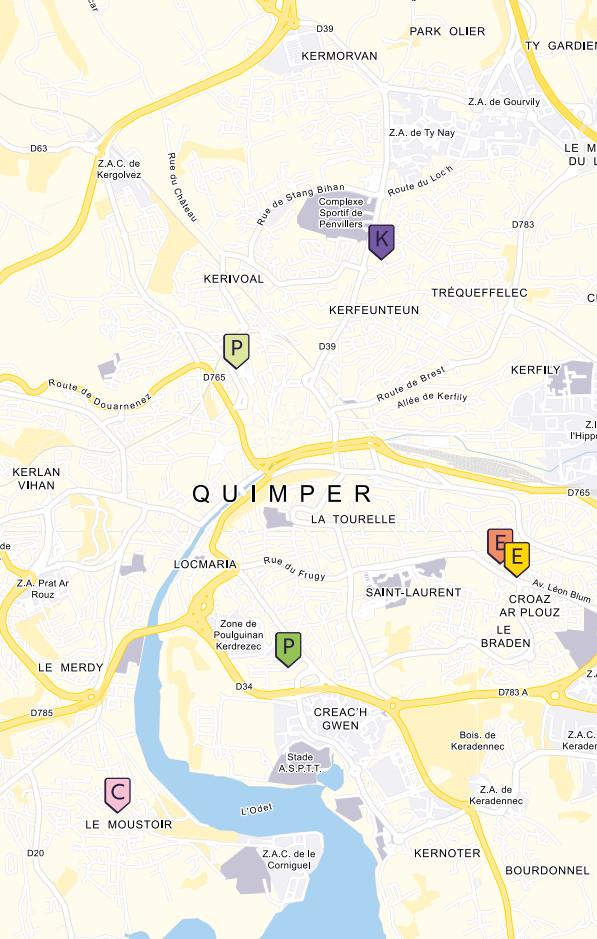 car
D39
PARK OLIER
TY GARDIEN
KERMORVAN
Z.A. de Gourvily
Z.A. de Ty Nay
D63
LE M
DU L
Z.A.C. de
Kergolvez
Rue du Château
Rue de Stang Bihan
Route du Loc'h
Complexe
Sportif de
Penvillers
D783
K
KERIVOAL
TRÉQUEFFELEC
KERFEUNTEUN
P
D39
D765
KERFILY
Route de Brest
Allée de Kerfily
Route de Douarnenez
Z.I
l'Hippo
KERLAN
VIHAN
QUIMPER
D765
LA TOURELLE
E
E
de
LOCMARIA
Rue du Frugy
Z.A. Prat Ar
Rouz
SAINT-LAURENT
Av. Léon Blum
CROAZ
AR PLOUZ
Zone de
Poulguinan
Kerdrezec
LE
BRADEN
P
LE MERDY
D34
D783 A
D785
CREAC'H
GWEN
Bois. de
Keradennec
Z.A.C.
Keraden
Stade
A.S.P.T.T.
C
Z.A. de
Keradennec
L'Odet
LE MOUSTOIR
D20
Z.A.C. de le
Corniguel
KERNOTER
BOURDONNEL